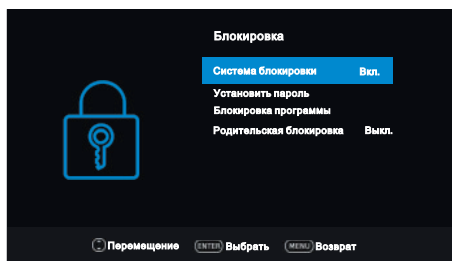 Блокировка
Система блокировки Вкл.
Установить пароль
Блокировка программы
Родительская блокировка Выкл.
Перемещение ENTER Выбрать MENU Возврат